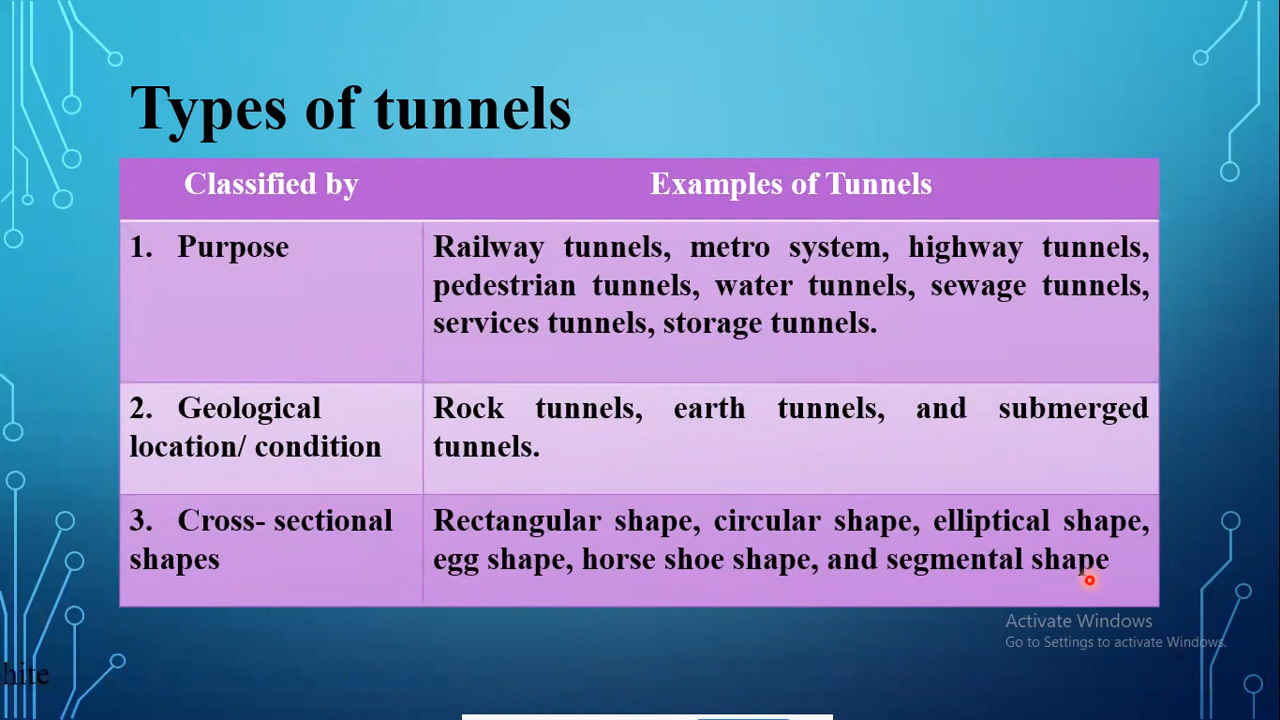 Types of tunnels
Classified by
Examples of Tunnels
1. Purpose
Railway tunnels, metro system, highway tunnels,
pedestrian tunnels, water tunnels, sewage tunnels,
services tunnels, storage tunnels.
2. Geological
location/ condition
Rock tunnels, earth tunnels, and submerged
tunnels.
3. Cross- sectional
shapes
Rectangular shape, circular shape, elliptical shape,
egg shape, horse shoe shape, and segmental shape
Activate Windows
Go to Settings to activate Windows.